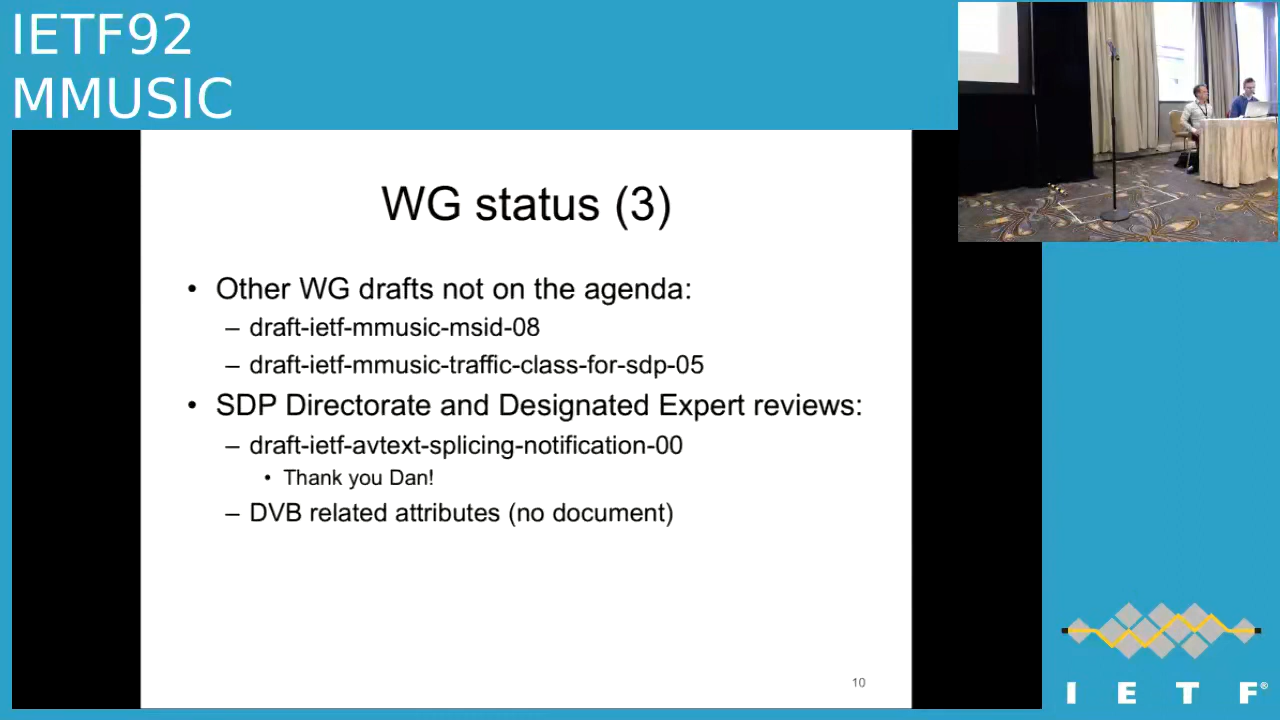 IETF92
MMUSIC
WG status (3)
• Other WG drafts not on the agenda:
– draft-ietf-mmusic-msid-08
– draft-ietf-mmusic-traffic-class-for-sdp-05
• SDP Directorate and Designated Expert reviews:
– draft-ietf-avtext-splicing-notification-00
• Thank you Dan!
– DVB related attributes (no document)
10
I E T F®